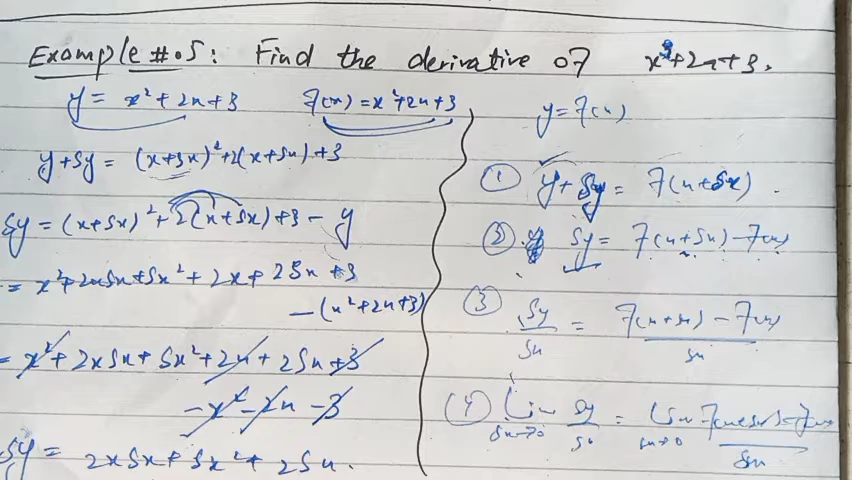 Example #05: Find the derivative of x²+2x+3.
y = x²+2x+3
f(x) = x²+2x+3
y+δy = (x+δx)²+2(x+δx)+3
δy = (x+δx)²+2(x+δx)+3 - y
= x²+2xδx+δx²+2x+2δx+3
-(x²+2x+3)
= x²+2xδx+δx²+2x+2δx+3
-x²-2x-3
δy = 2xδx+δx²+2δx.
y = f(x)
① y+δy = f(x+δx).
② δy = f(x+δx)-f(x)
③ δy/δx = f(x+δx)-f(x)/δx
④ Lim δx→0 δy/δx = Lim δx→0 f(x+δx)-f(x)/δx